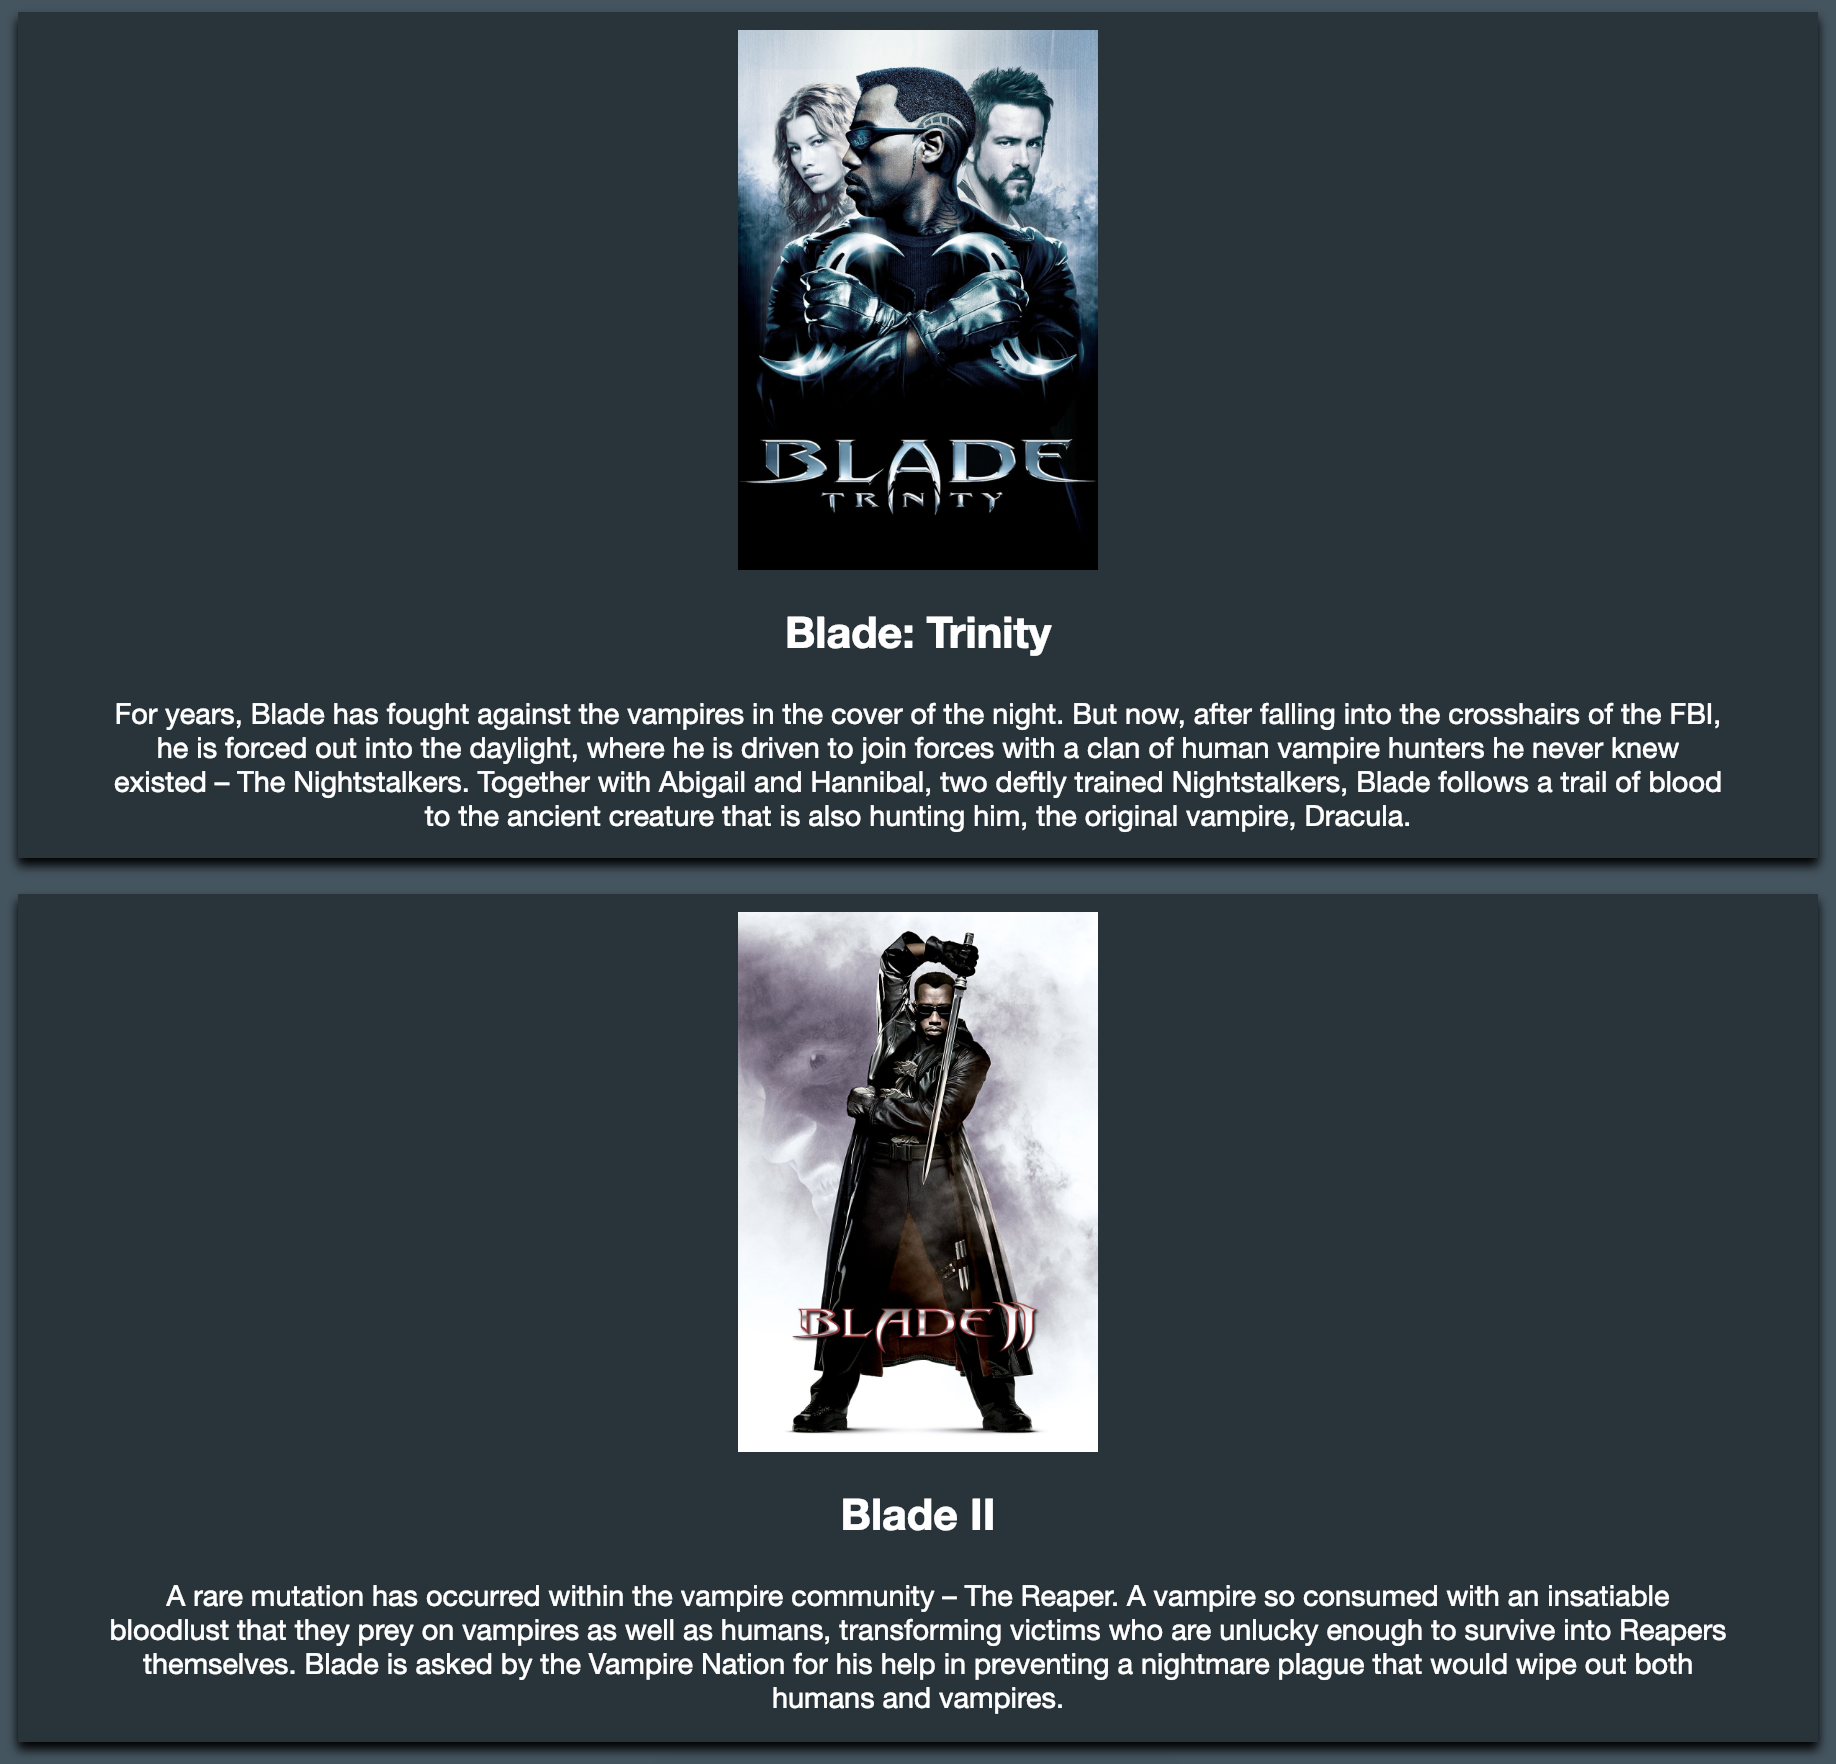 BLADE
TRINITY
Blade: Trinity
For years, Blade has fought against the vampires in the cover of the night. But now, after falling into the crosshairs of the FBI,
he is forced out into the daylight, where he is driven to join forces with a clan of human vampire hunters he never knew
existed – The Nightstalkers. Together with Abigail and Hannibal, two deftly trained Nightstalkers, Blade follows a trail of blood
to the ancient creature that is also hunting him, the original vampire, Dracula.
BLADE II
Blade II
A rare mutation has occurred within the vampire community – The Reaper. A vampire so consumed with an insatiable
bloodlust that they prey on vampires as well as humans, transforming victims who are unlucky enough to survive into Reapers
themselves. Blade is asked by the Vampire Nation for his help in preventing a nightmare plague that would wipe out both
humans and vampires.